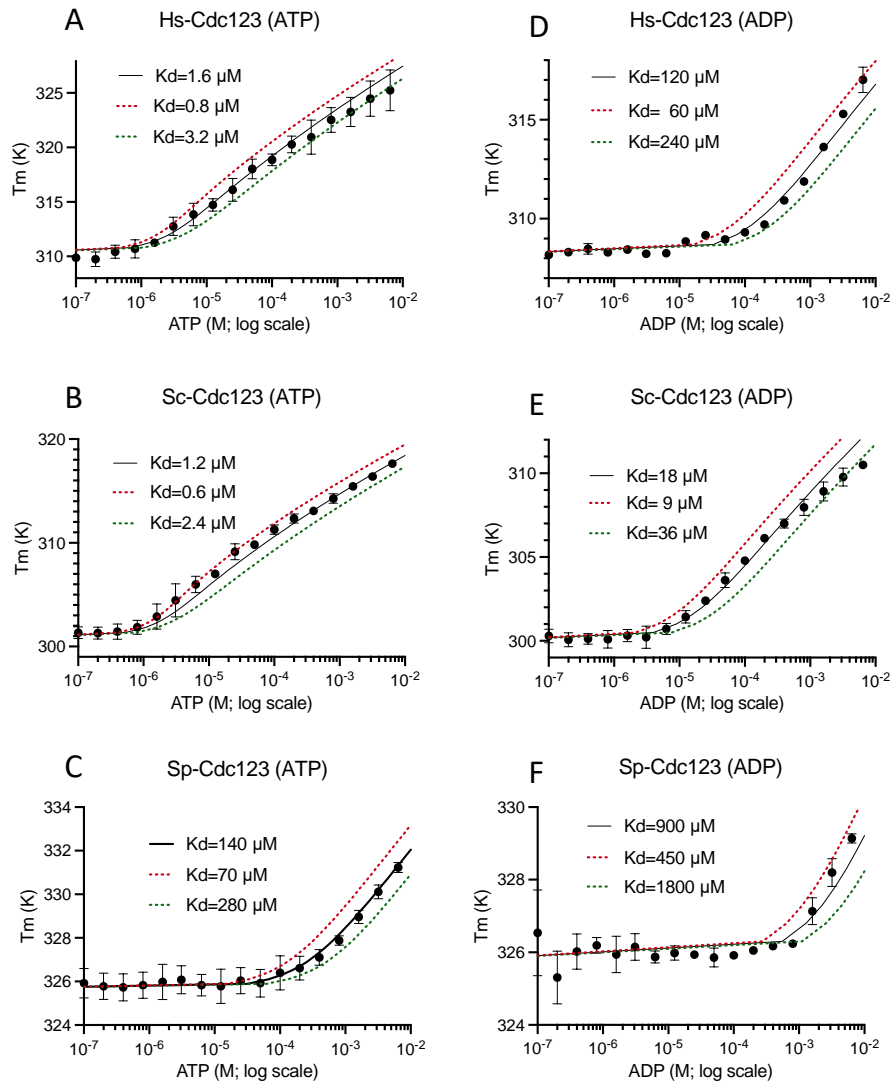 A
Hs-Cdc123 (ATP)
Kd=1.6 µM
Kd=0.8 µM
Kd=3.2 µM
Tm (K)
325
320
315
310
10-7
10-6
10-5
10-4
10-3
10-2
ATP (M; log scale)
D
Hs-Cdc123 (ADP)
Kd=120 µM
Kd= 60 µM
Kd=240 µM
Tm (K)
315
310
10-7
10-6
10-5
10-4
10-3
10-2
ADP (M; log scale)
B
Sc-Cdc123 (ATP)
Kd=1.2 µM
Kd=0.6 µM
Kd=2.4 µM
Tm (K)
320
310
300
10-7
10-6
10-5
10-4
10-3
10-2
ATP (M; log scale)
E
Sc-Cdc123 (ADP)
Kd=18 µM
Kd= 9 µM
Kd=36 µM
Tm (K)
310
305
300
10-7
10-6
10-5
10-4
10-3
10-2
ADP (M; log scale)
C
Sp-Cdc123 (ATP)
Kd=140 µM
Kd=70 µM
Kd=280 µM
Tm (K)
334
332
330
328
326
324
10-7
10-6
10-5
10-4
10-3
10-2
ATP (M; log scale)
F
Sp-Cdc123 (ADP)
Kd=900 µM
Kd=450 µM
Kd=1800 µM
Tm (K)
330
328
326
324
10-7
10-6
10-5
10-4
10-3
10-2
ADP (M; log scale)